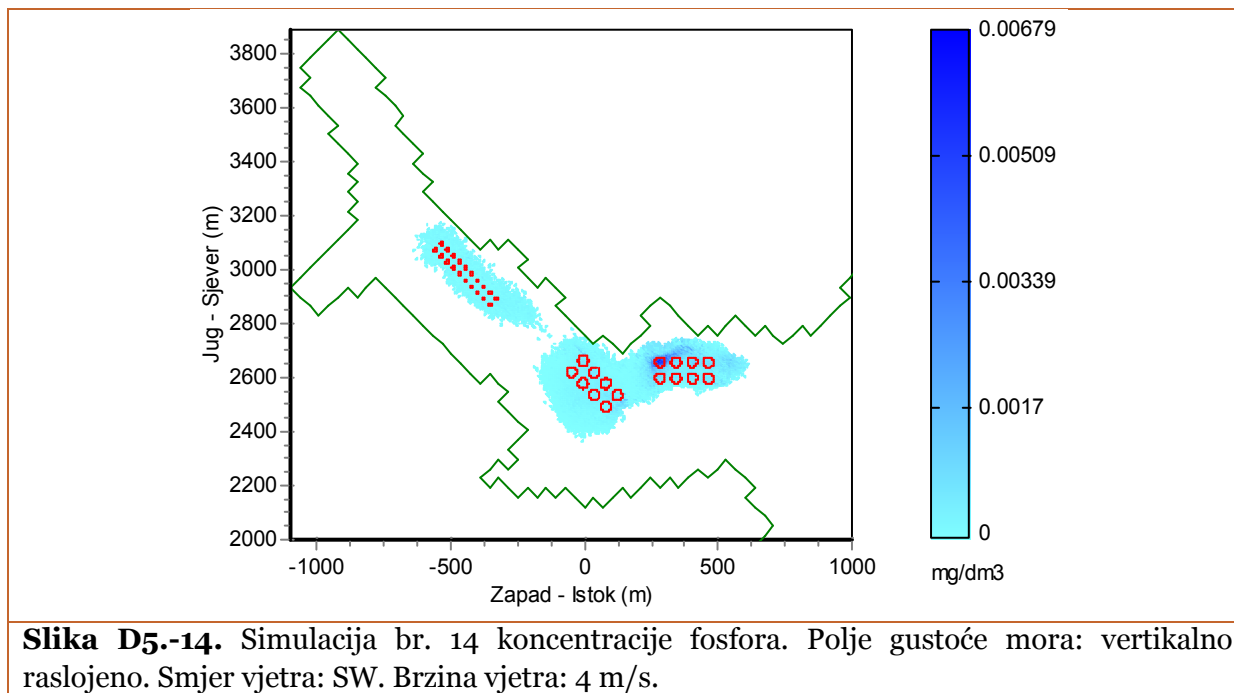 3800
3600
3400
3200
3000
2800
2600
2400
2200
2000
Jug - Sjever (m)
-1000 -500 0 500 1000
Zapad - Istok (m)
0.00679
0.00509
0.00339
0.0017
0
mg/dm3
Slika D5.-14. Simulacija br. 14 koncentracije fosfora. Polje gustoće mora: vertikalno
raslojeno. Smjer vjetra: SW. Brzina vjetra: 4 m/s.